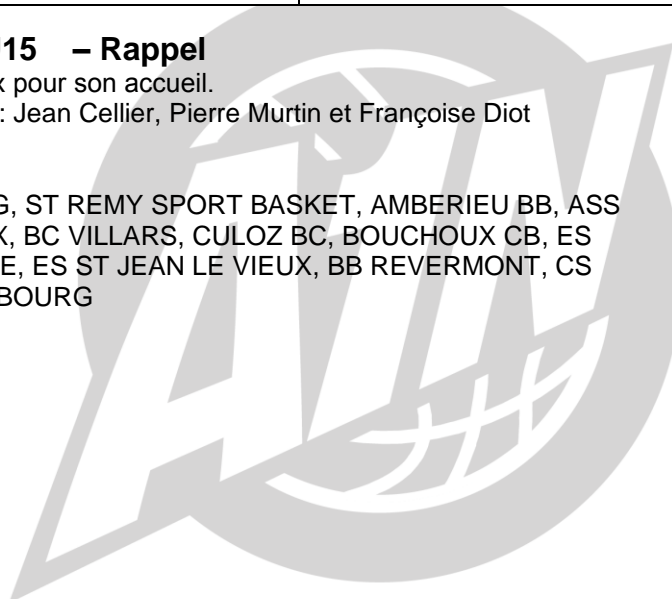 15 – Rappel
x pour son accueil.
: Jean Cellier, Pierre Murtin et Françoise Diot
G, ST REMY SPORT BASKET, AMBERIEU BB, ASS
X, BC VILLARS, CULOZ BC, BOUCHOUX CB, ES
E, ES ST JEAN LE VIEUX, BB REVERMONT, CS
BOURG
AIN